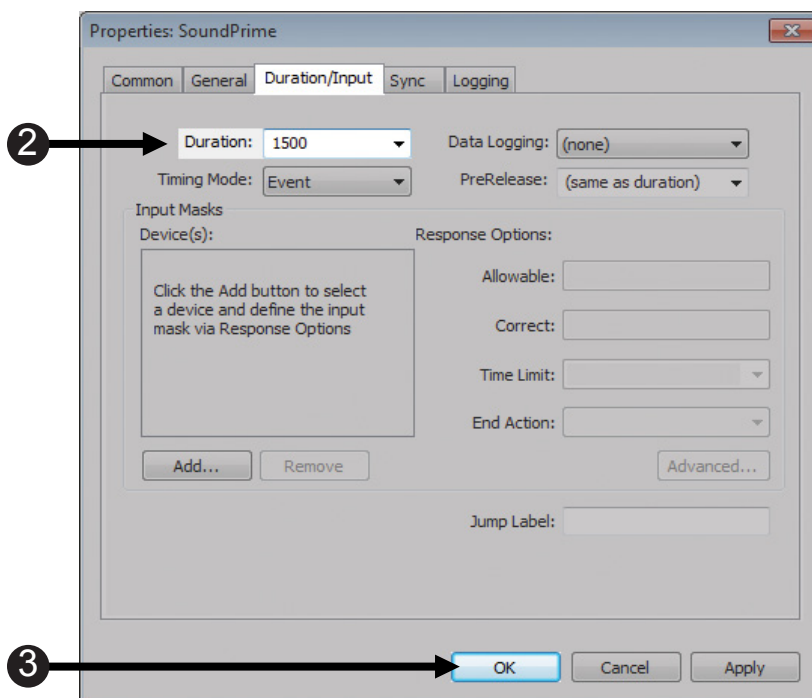 Properties: SoundPrime
Common General Duration/Input Sync Logging
2 Duration: 1500 Data Logging: (none)
Timing Mode: Event PreRelease: (same as duration)
Input Masks
Device(s): Response Options:
Click the Add button to select
a device and define the input
mask via Response Options
Allowable:
Correct:
Time Limit:
End Action:
Add... Remove Advanced...
Jump Label:
3 OK Cancel Apply